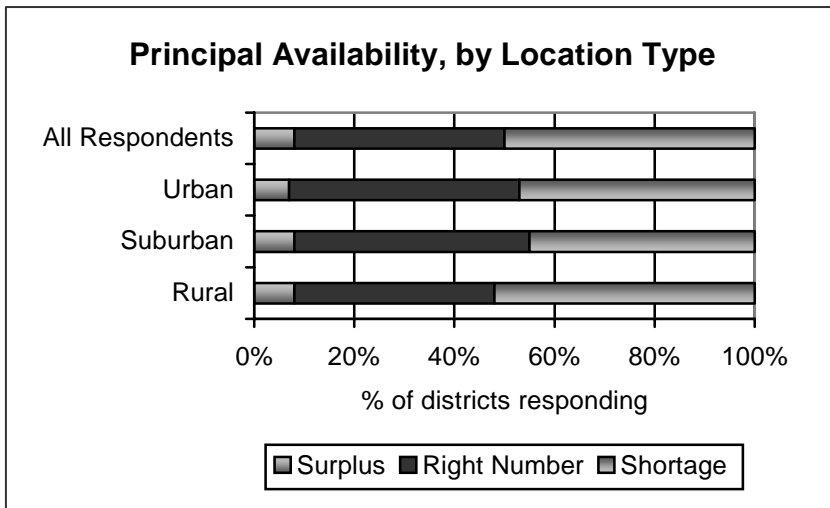 Principal Availability, by Location Type
All Respondents
Urban
Suburban
Rural
0% 20% 40% 60% 80% 100%
% of districts responding
Surplus Right Number Shortage